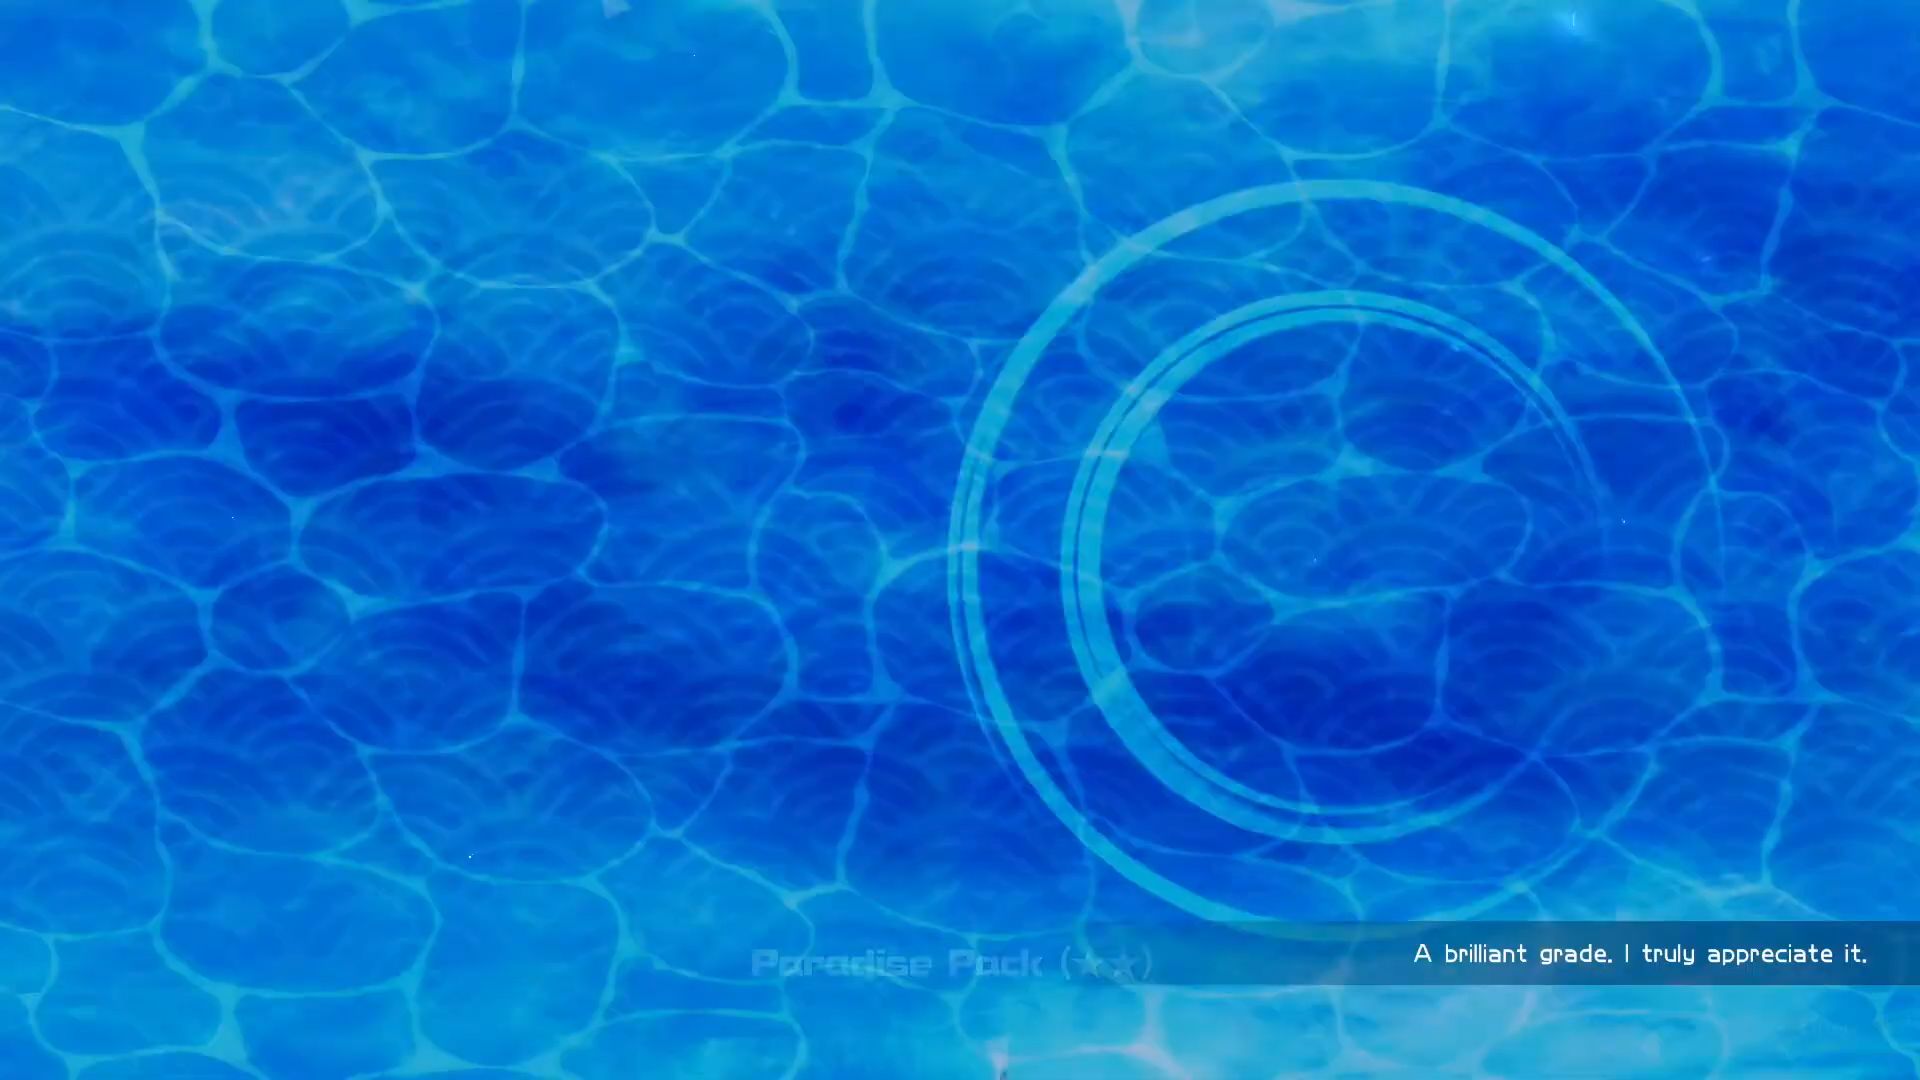 Paradise Pack (★★)
A brilliant grade. I truly appreciate it.